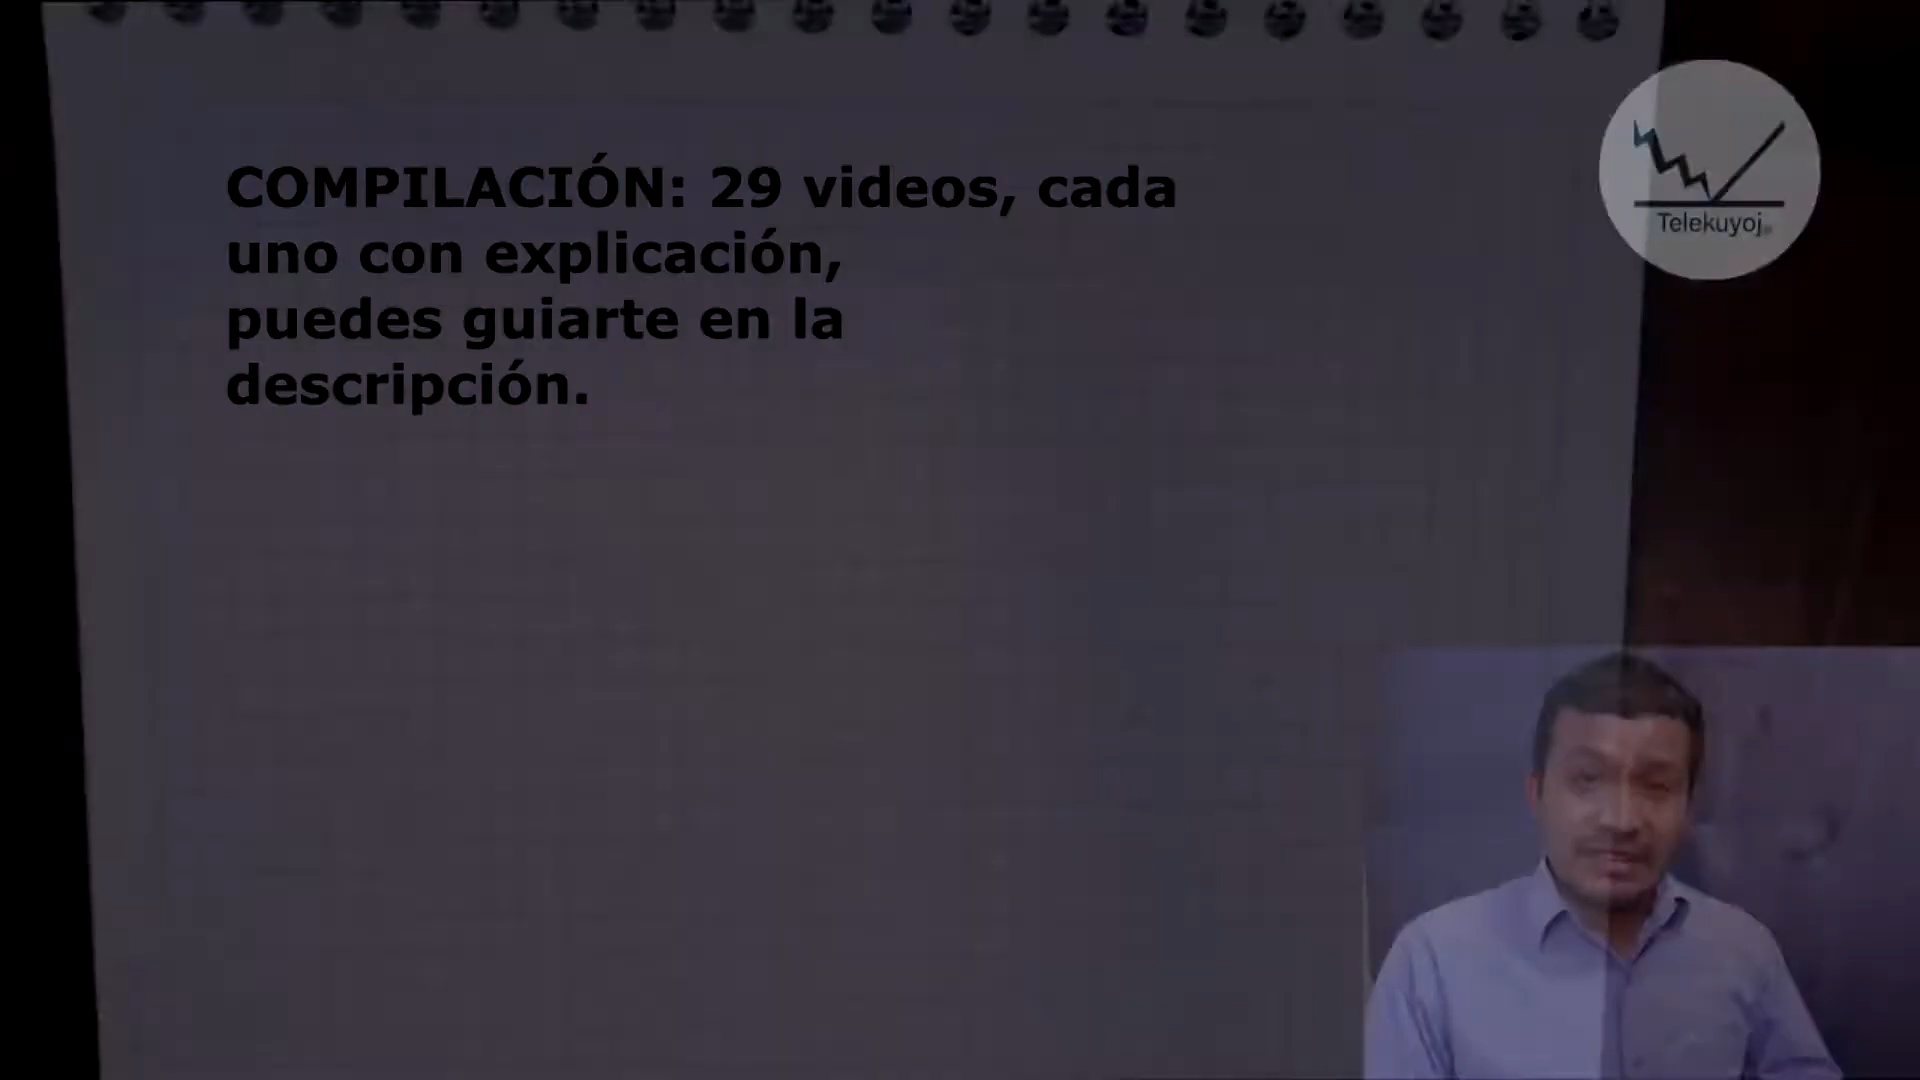 COMPILACIÓN: 29 videos, cada
uno con explicación,
puedes guiarte en la
descripción.
Telekuyoj